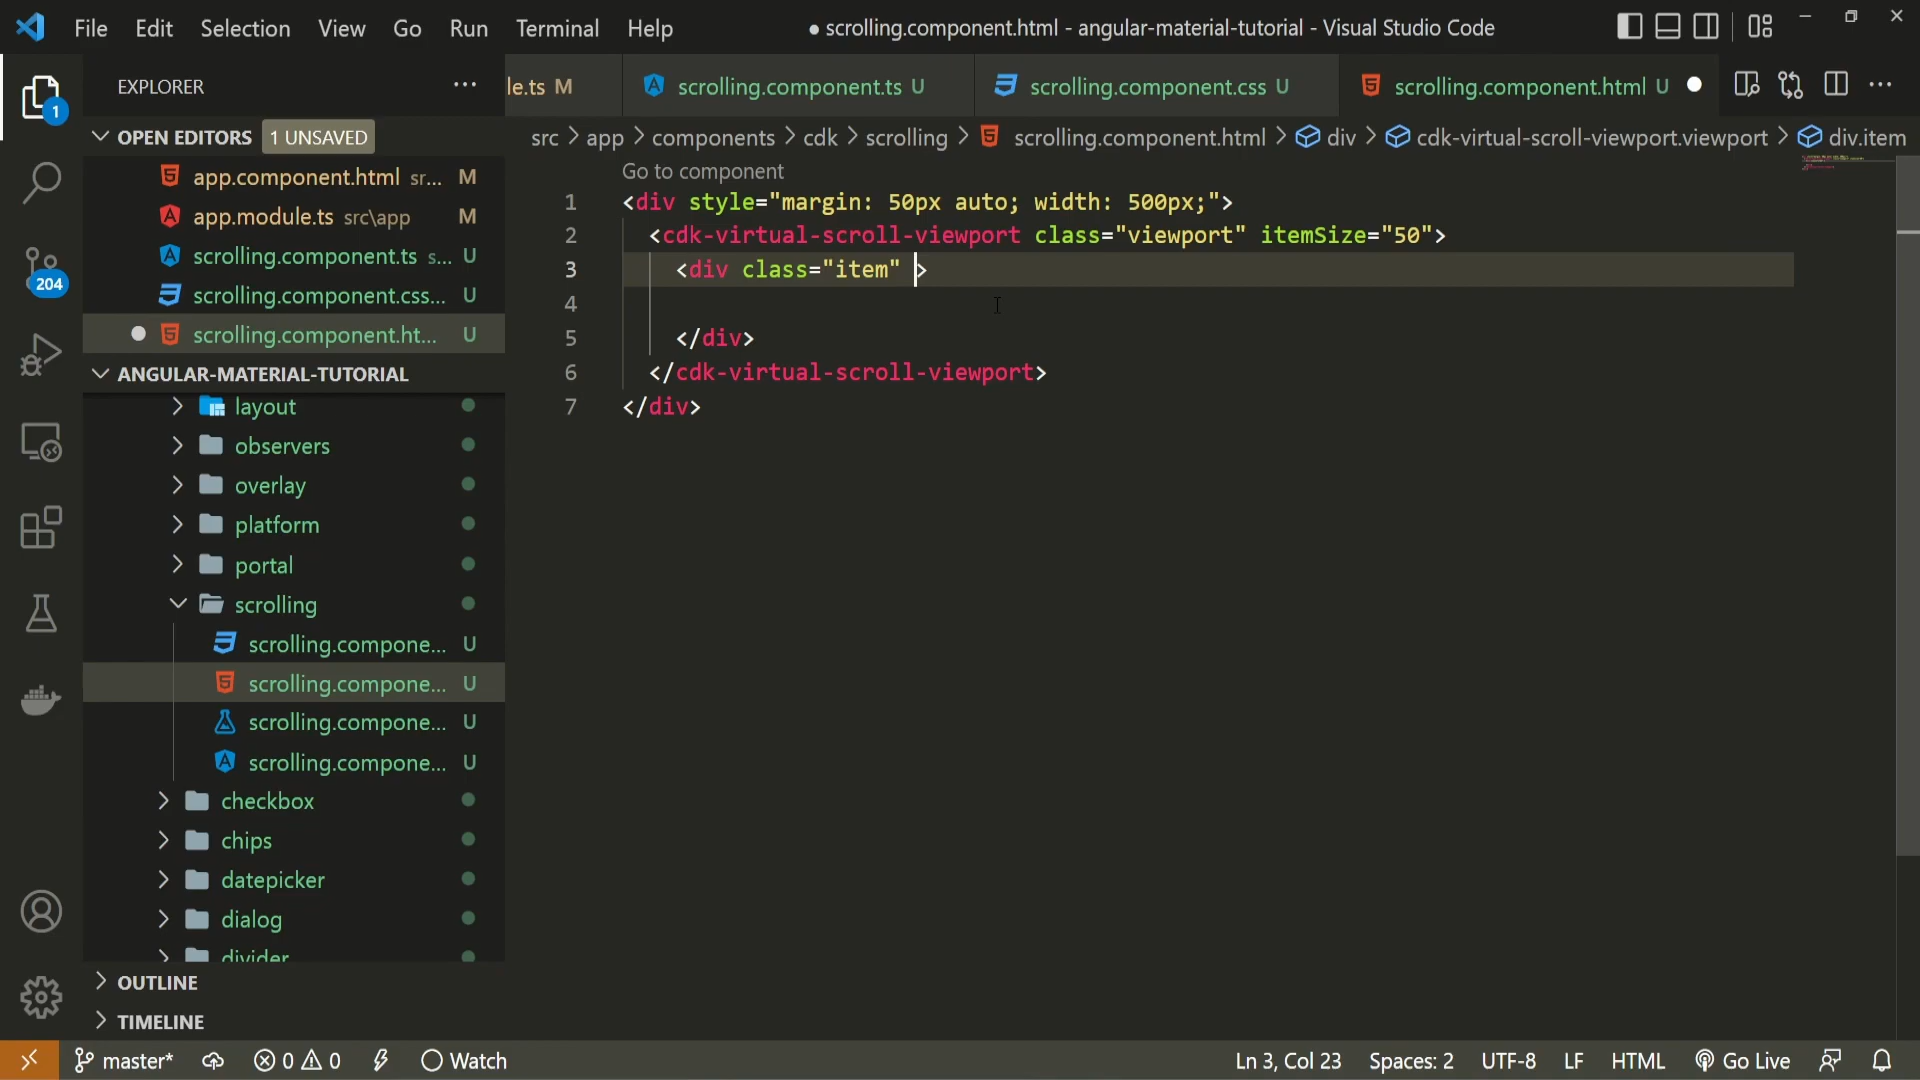 File Edit Selection View Go Run Terminal Help ● scrolling.component.html - angular-material-tutorial - Visual Studio Code
EXPLORER ...
le.ts M scrolling.component.ts U scrolling.component.css U scrolling.component.html U ●
OPEN EDITORS 1 UNSAVED
src > app > components > cdk > scrolling > scrolling.component.html > div > cdk-virtual-scroll-viewport.viewport > div.item
app.component.html sr... M
app.module.ts src\app M
scrolling.component.ts s... U
scrolling.component.css... U
scrolling.component.ht... U
ANGULAR-MATERIAL-TUTORIAL
layout
observers
overlay
platform
portal
scrolling
scrolling.compone... U
scrolling.compone... U
scrolling.compone... U
scrolling.compone... U
checkbox
chips
datepicker
dialog
divider
OUTLINE
TIMELINE
1
204
Go to component
1 <div style="margin: 50px auto; width: 500px;">
2 <cdk-virtual-scroll-viewport class="viewport" itemSize="50">
3 <div class="item" >
4
5 </div>
6 </cdk-virtual-scroll-viewport>
7 </div>
master* 0 0 Watch Ln 3, Col 23 Spaces: 2 UTF-8 LF HTML Go Live